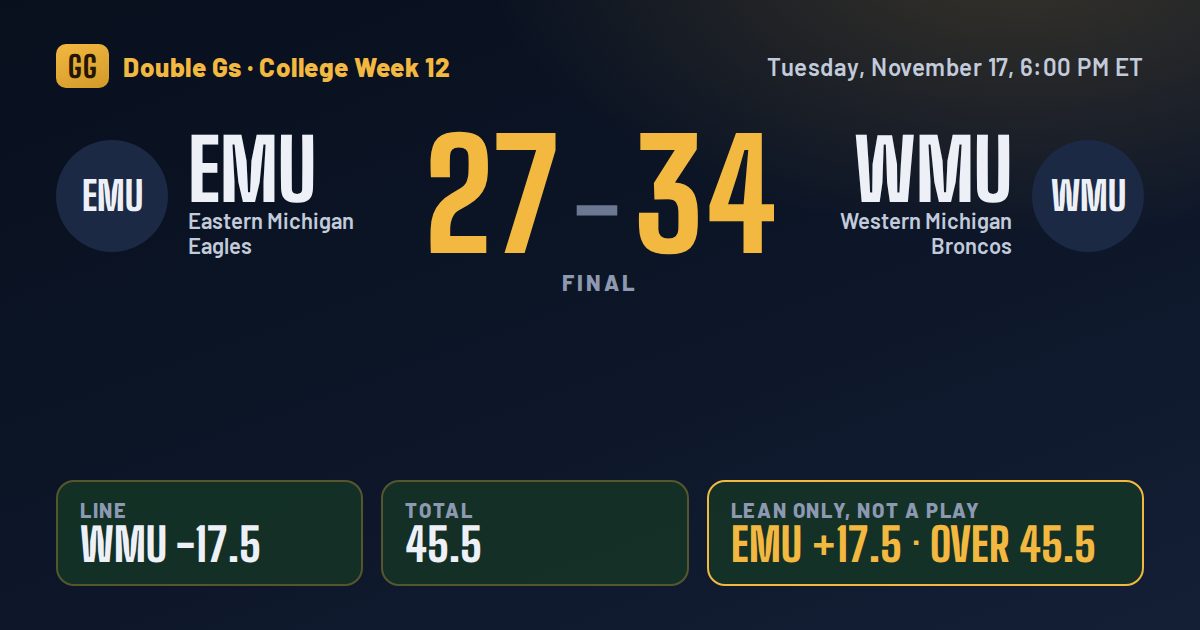 GG Double Gs · College Week 12
Tuesday, November 17, 6:00 PM ET
EMU
EMU
Eastern Michigan
Eagles
27 – 34
FINAL
WMU
Western Michigan
Broncos
WMU
LINE
WMU −17.5
TOTAL
45.5
LEAN ONLY, NOT A PLAY
EMU +17.5 · OVER 45.5